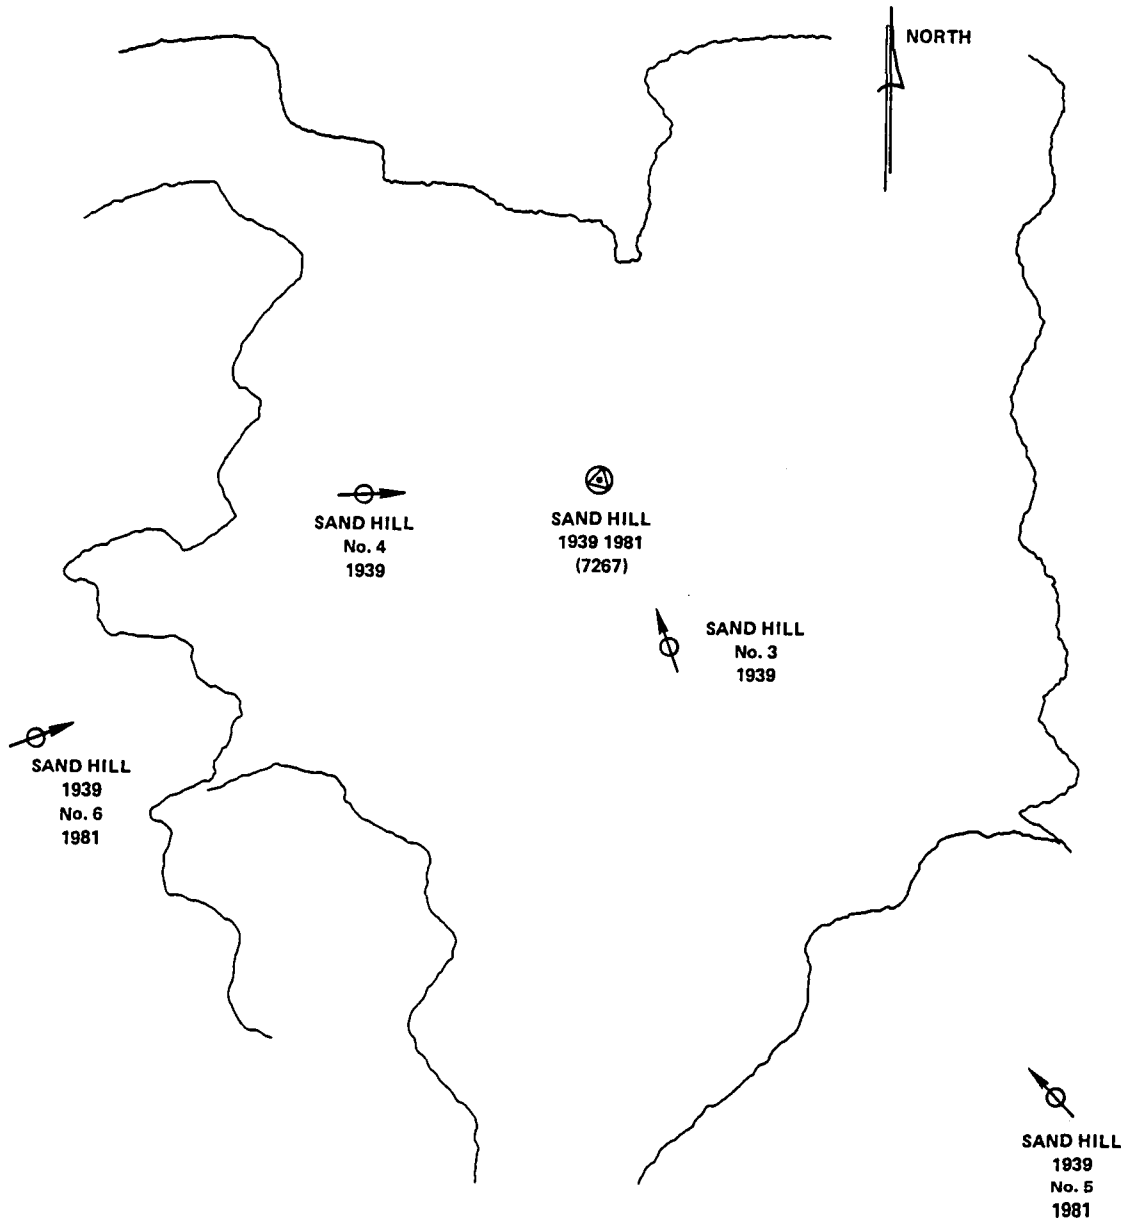 NORTH
SAND HILL
No. 4
1939
SAND HILL
1939 1981
(7267)
SAND HILL
No. 3
1939
SAND HILL
1939
No. 6
1981
SAND HILL
1939
No. 5
1981